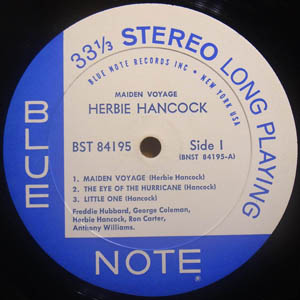 33⅓ STEREO LONG PLAYING
BLUE NOTE RECORDS INC • NEW YORK USA
MAIDEN VOYAGE
HERBIE HANCOCK
BST 84195 Side 1
(BNST 84195-A)
1. MAIDEN VOYAGE (Herbie Hancock)
2. THE EYE OF THE HURRICANE (Hancock)
3. LITTLE ONE (Hancock)
Freddie Hubbard, George Coleman,
Herbie Hancock, Ron Carter,
Anthony Williams.
BLUE
NOTE
®